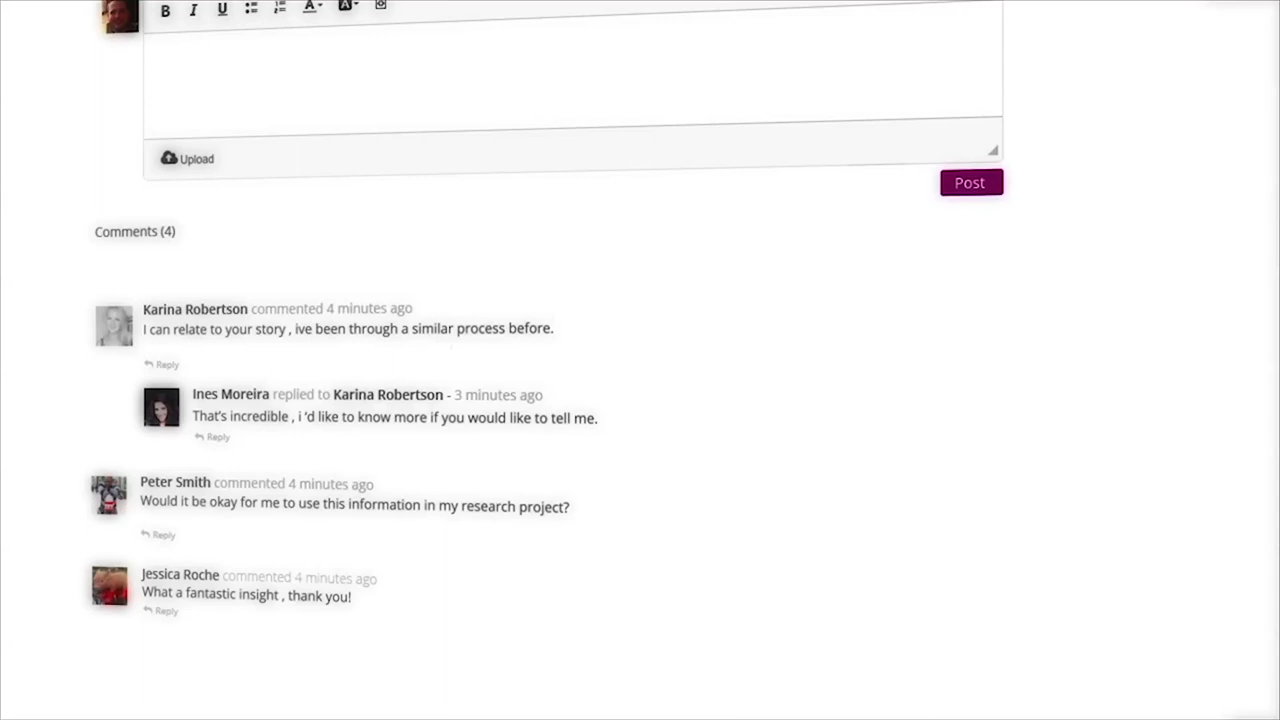 B I U A A
Upload
Post
Comments (4)
Karina Robertson commented 4 minutes ago
I can relate to your story , ive been through a similar process before.
Reply
Ines Moreira replied to Karina Robertson - 3 minutes ago
That's incredible , i 'd like to know more if you would like to tell me.
Reply
Peter Smith commented 4 minutes ago
Would it be okay for me to use this information in my research project?
Reply
Jessica Roche commented 4 minutes ago
What a fantastic insight , thank you!
Reply